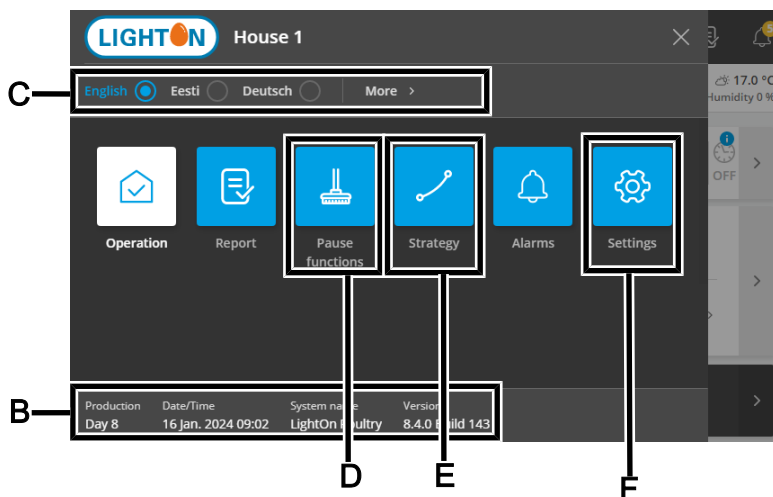 LIGHTON House 1
C
English Eesti Deutsch More >
17.0 °C
Humidity 0 %
OFF
Operation
Report
Pause
functions
Strategy
Alarms
Settings
B
Production Date/Time System name Version
Day 8 16 Jan. 2024 09:02 LightOn Poultry 8.4.0 Build 143
D E F